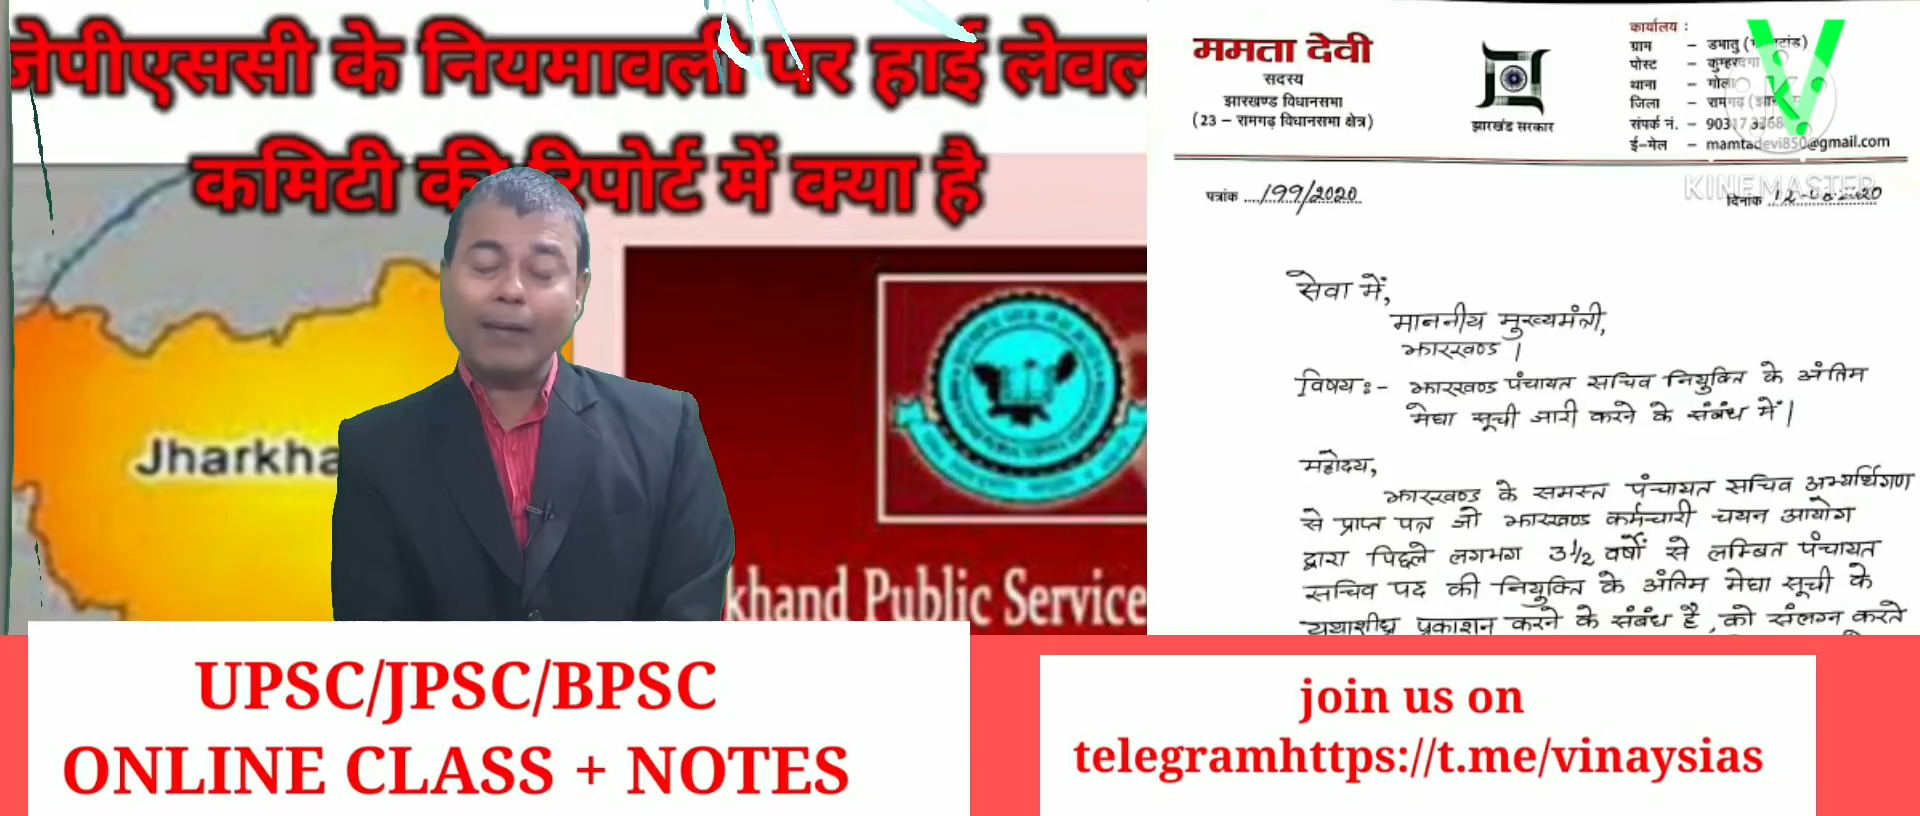 जेपीएससी के नियमावली पर हाई लेवल
कमिटी की रिपोर्ट में क्या है
Jharkha
khand Public Service
UPSC/JPSC/BPSC
ONLINE CLASS + NOTES
ममता देवी
सदस्य
झारखण्ड विधानसभा
(23 – रामगढ़ विधानसभा क्षेत्र)
झारखंड सरकार
कार्यालय :
ग्राम – डभातु
पोस्ट –
थाना – गोला
जिला – रामगढ़
संपर्क नं. –
ई-मेल – mamtadevi850@gmail.com
KINEMASTER
पत्रांक ....199/2020
दिनांक
सेवा में,
माननीय मुख्यमंत्री,
झारखण्ड ।
विषय :- झारखण्ड पंचायत सचिव नियुक्ति के अंतिम
मेघा सूची जारी करने के संबंध में।
महोदय,
झारखण्ड के समस्त पंचायत सचिव अभ्यर्थिगण
से प्राप्त पत्र जो झारखण्ड कर्मचारी चयन आयोग
द्वारा पिछले लगभग 3½ वर्षों से लम्बित पंचायत
सचिव पद की नियुक्ति के अंतिम मेघा सूची के
यथाशीघ्र प्रकाशन करने के संबंध है, को संलग्न करते
join us on
telegramhttps://t.me/vinaysias